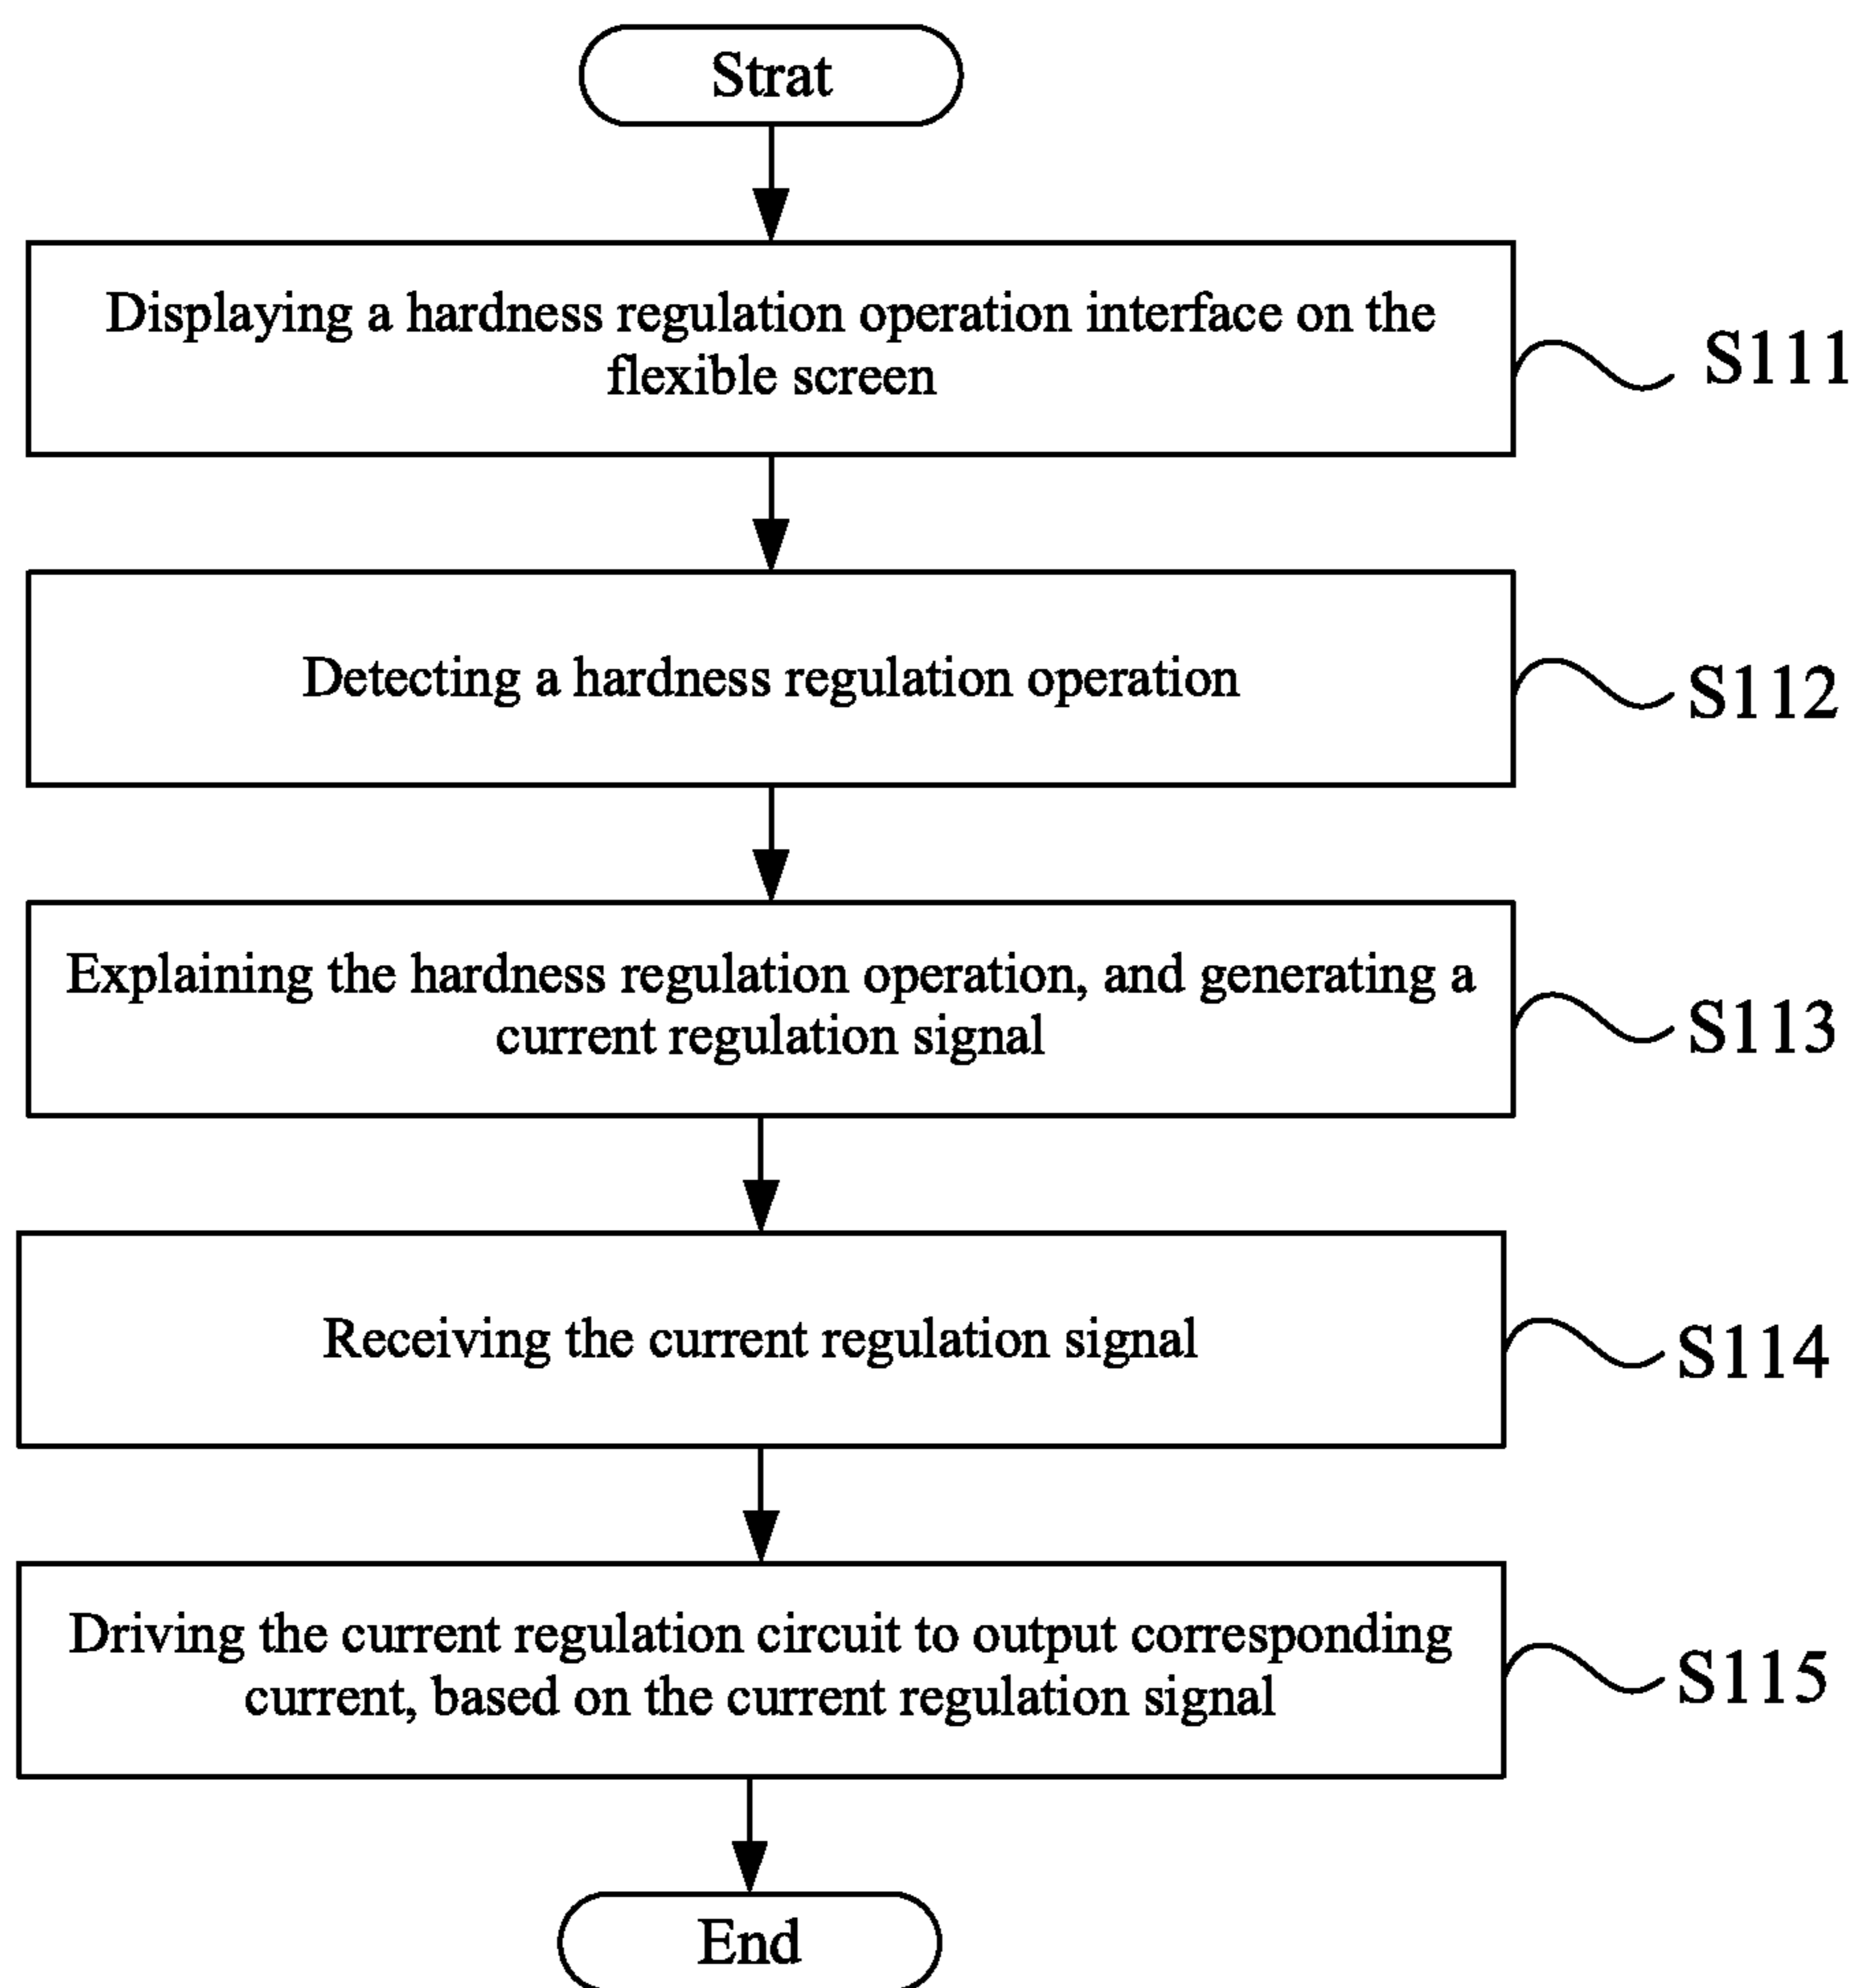 Strat
Displaying a hardness regulation operation interface on the
flexible screen
S111
Detecting a hardness regulation operation
S112
Explaining the hardness regulation operation, and generating a
current regulation signal
S113
Receiving the current regulation signal
S114
Driving the current regulation circuit to output corresponding
current, based on the current regulation signal
S115
End